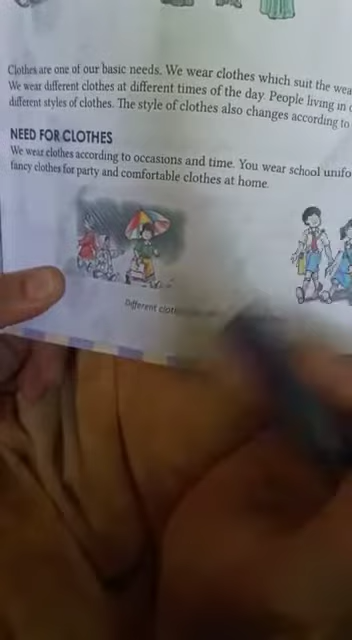 Clothes are one of our basic needs. We wear clothes which suit the
We wear different clothes at different times of the day. People living in
different styles of clothes. The style of clothes also changes according to
NEED FOR CLOTHES
We wear clothes according to occasions and time. You wear school
fancy clothes for party and comfortable clothes at home.
Different